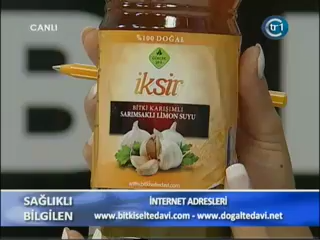 CANLI
%100 DOĞAL
tr1
iksir
BİTKİ KARIŞIMLI
SARIMSAKLI LİMON SUYU
SAĞLIKLI
BİLGİLEN
İNTERNET ADRESLERİ
www.bitkiseltedavi.com - www.dogaltedavi.net